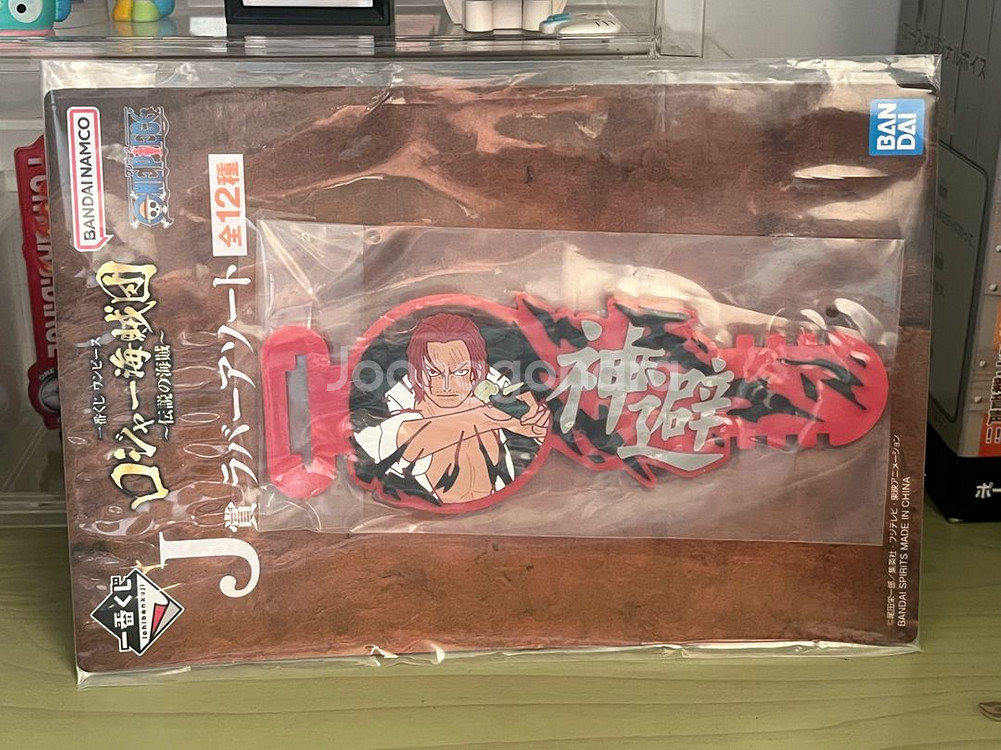 BANDAI NAMCO
ONE PIECE
BAN
DAI
一番くじ ワンピース
ロジャー海賊団
～伝説の海賊～
J賞 ラバーアソート
全12種
神避
一番くじ
ichibankuji
©尾田栄一郎／集英社・フジテレビ・東映アニメーション
BANDAI SPIRITS MADE IN CHINA